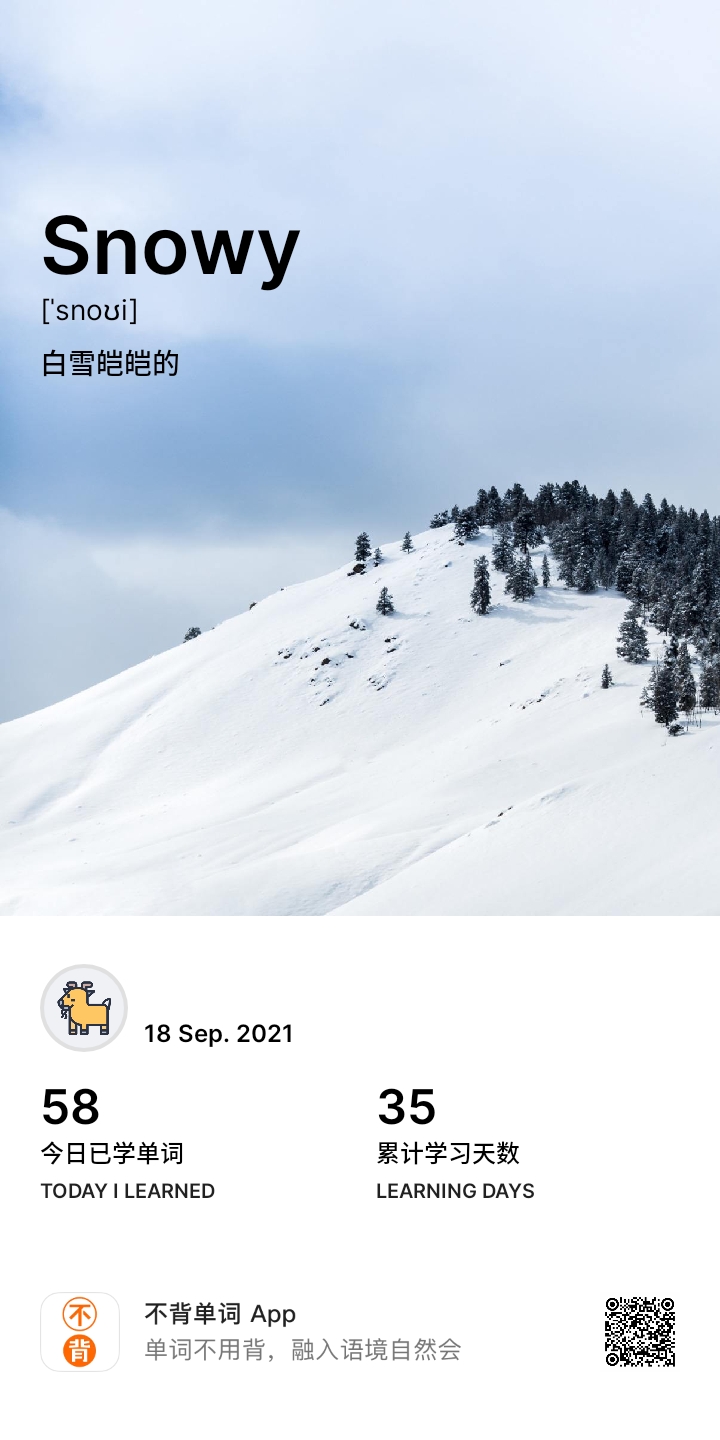 Snowy
[ˈsnoʊi]
白雪皑皑的
18 Sep. 2021
58
今日已学单词
TODAY I LEARNED
35
累计学习天数
LEARNING DAYS
不
背
不背单词 App
单词不用背，融入语境自然会